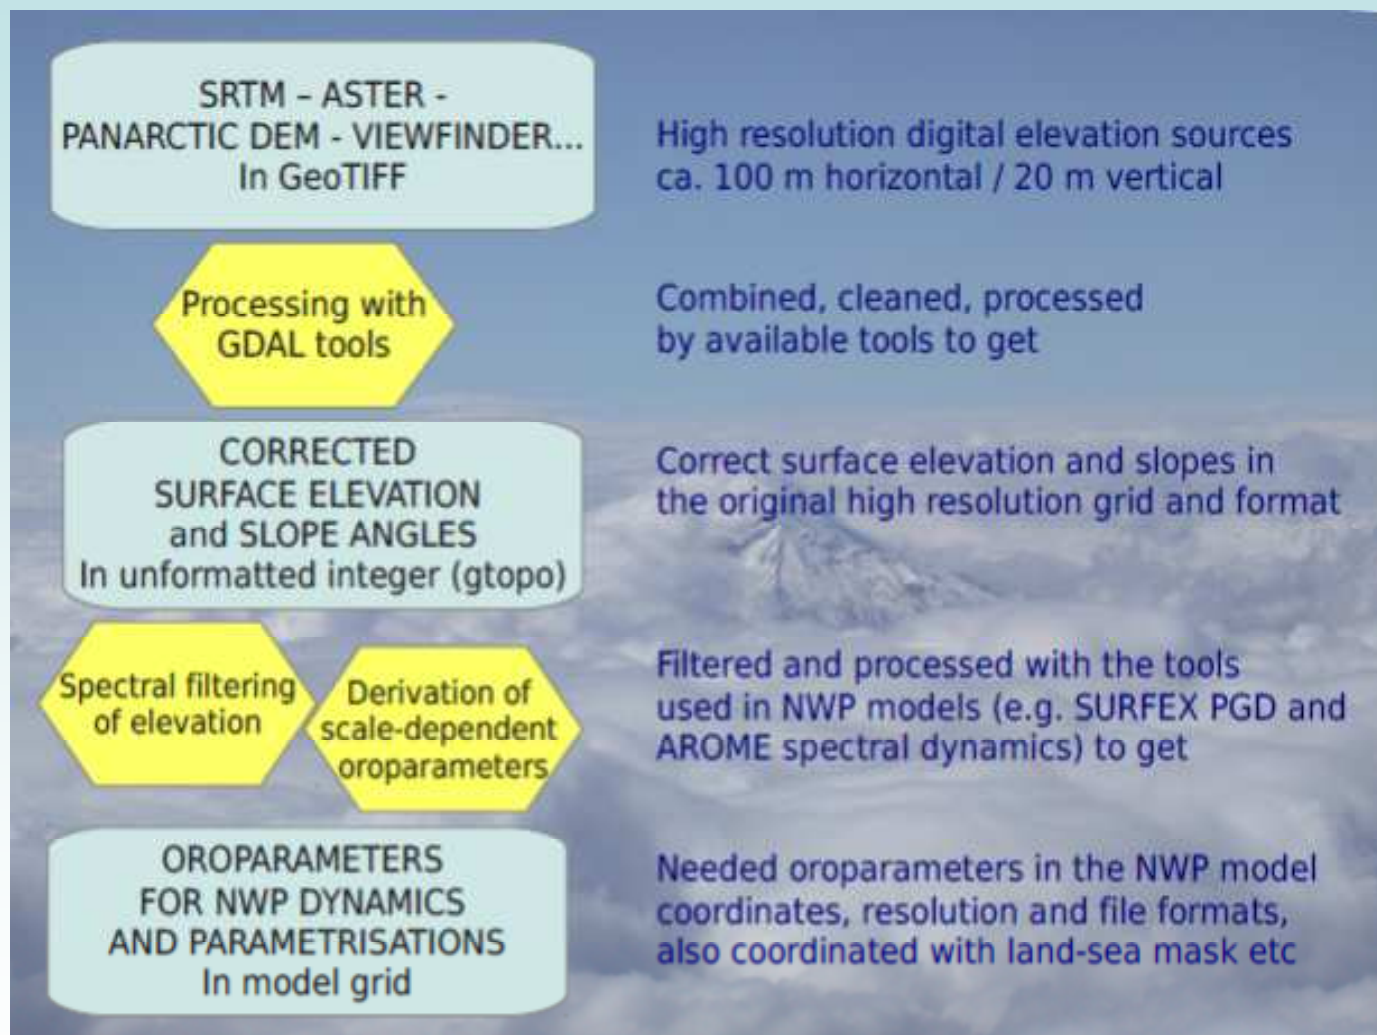 SRTM – ASTER -
PANARCTIC DEM - VIEWFINDER...
In GeoTIFF
High resolution digital elevation sources
ca. 100 m horizontal / 20 m vertical
Processing with
GDAL tools
Combined, cleaned, processed
by available tools to get
CORRECTED
SURFACE ELEVATION
and SLOPE ANGLES
In unformatted integer (gtopo)
Correct surface elevation and slopes in
the original high resolution grid and format
Spectral filtering
of elevation
Derivation of
scale-dependent
oroparameters
Filtered and processed with the tools
used in NWP models (e.g. SURFEX PGD and
AROME spectral dynamics) to get
OROPARAMETERS
FOR NWP DYNAMICS
AND PARAMETRISATIONS
In model grid
Needed oroparameters in the NWP model
coordinates, resolution and file formats,
also coordinated with land-sea mask etc